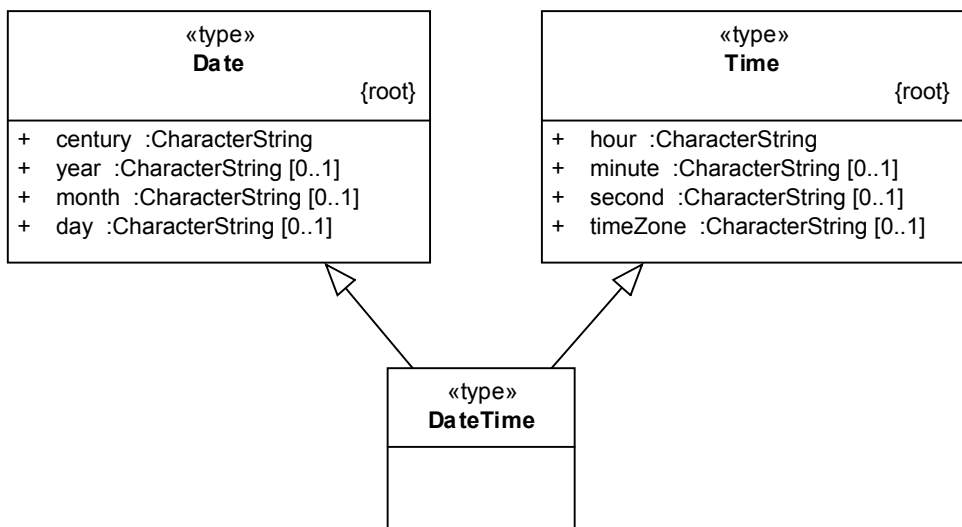 «type»
Date
{root}
+ century :CharacterString
+ year :CharacterString [0..1]
+ month :CharacterString [0..1]
+ day :CharacterString [0..1]
«type»
Time
{root}
+ hour :CharacterString
+ minute :CharacterString [0..1]
+ second :CharacterString [0..1]
+ timeZone :CharacterString [0..1]
«type»
DateTime